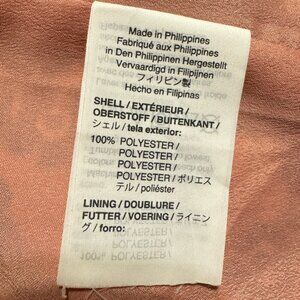 Made in Philippines
Fabriqué aux Philippines
In Den Philippinen Hergestellt
Vervaardigd in Filipijnen
フィリピン製
Hecho en Filipinas
SHELL / EXTÉRIEUR /
OBERSTOFF / BUITENKANT /
シェル / tela exterior:
100% POLYESTER /
POLYESTER /
POLYESTER /
POLYESTER / ポリエス
テル / poliéster
LINING / DOUBLURE /
FUTTER / VOERING / ライニン
グ / forro: